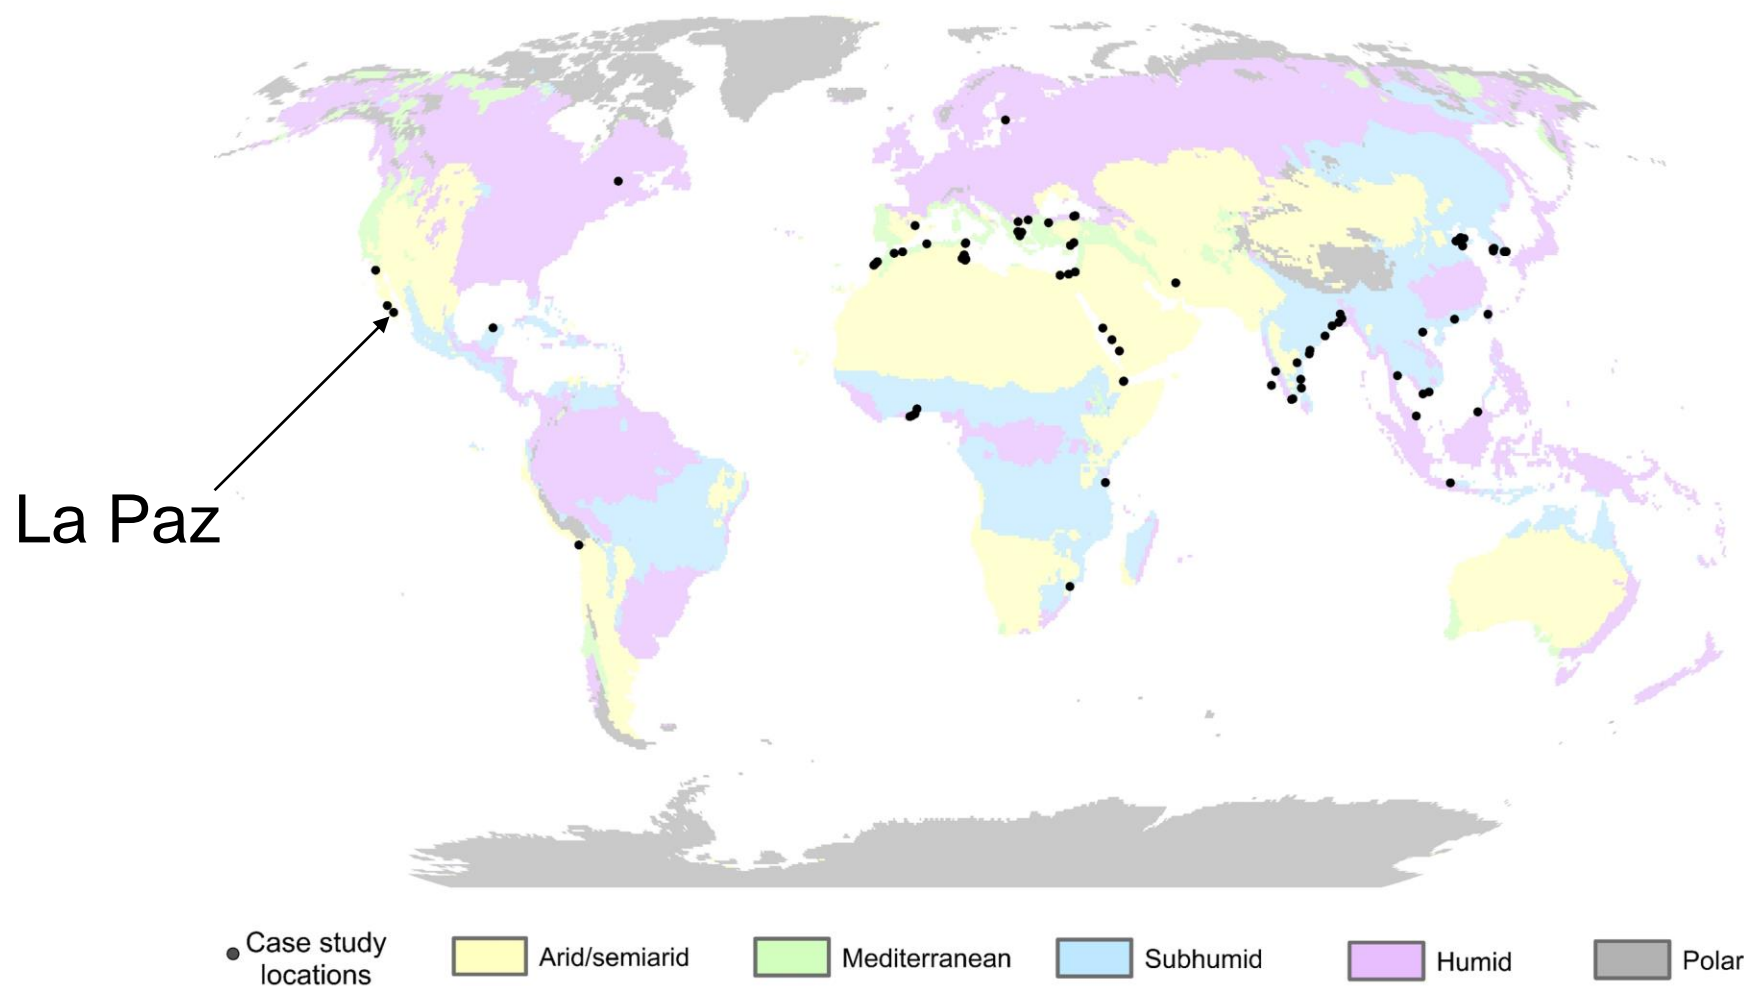 La Paz
Case study
locations
Arid/semiarid
Mediterranean
Subhumid
Humid
Polar